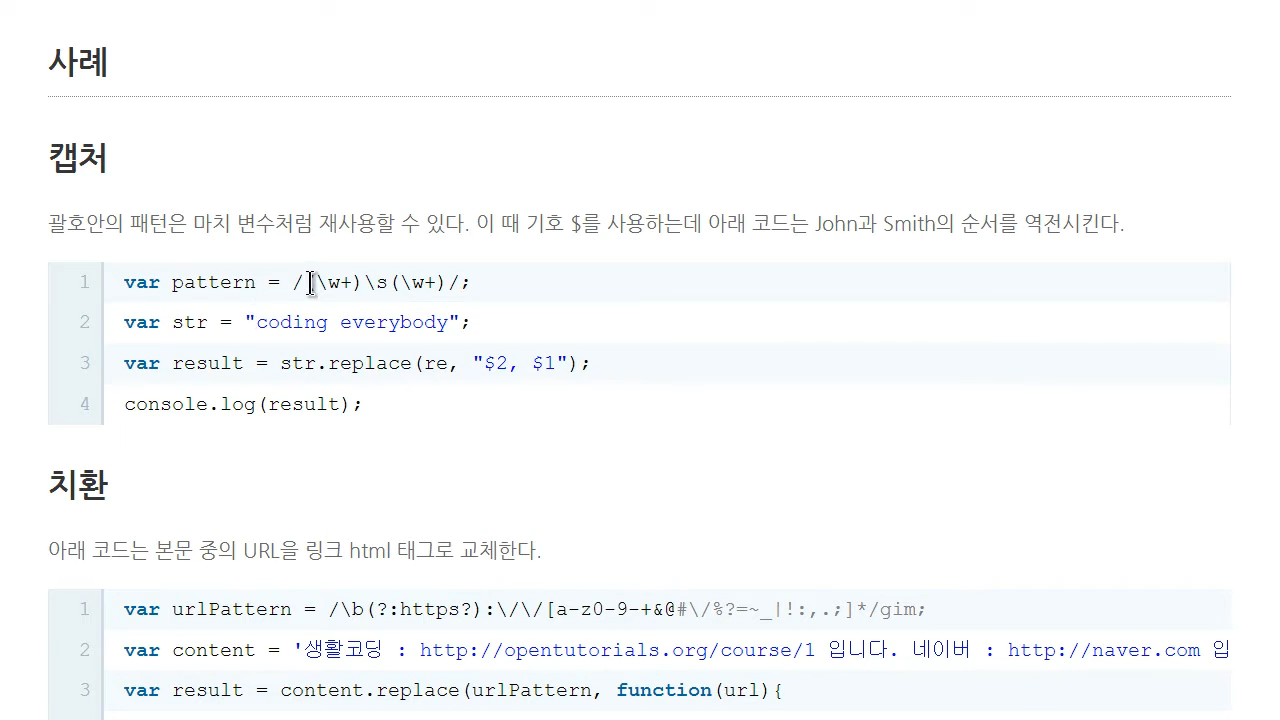 사례
캡처
괄호안의 패턴은 마치 변수처럼 재사용할 수 있다. 이 때 기호 $를 사용하는데 아래 코드는 John과 Smith의 순서를 역전시킨다.
1 var pattern = /(\w+)\s(\w+)/;
2 var str = "coding everybody";
3 var result = str.replace(re, "$2, $1");
4 console.log(result);
치환
아래 코드는 본문 중의 URL을 링크 html 태그로 교체한다.
1 var urlPattern = /\b(?:https?):\/\/[a-z0-9-+&@#\/%?=~_|!:,.;]*/gim;
2 var content = '생활코딩 : http://opentutorials.org/course/1 입니다. 네이버 : http://naver.com 입
3 var result = content.replace(urlPattern, function(url){